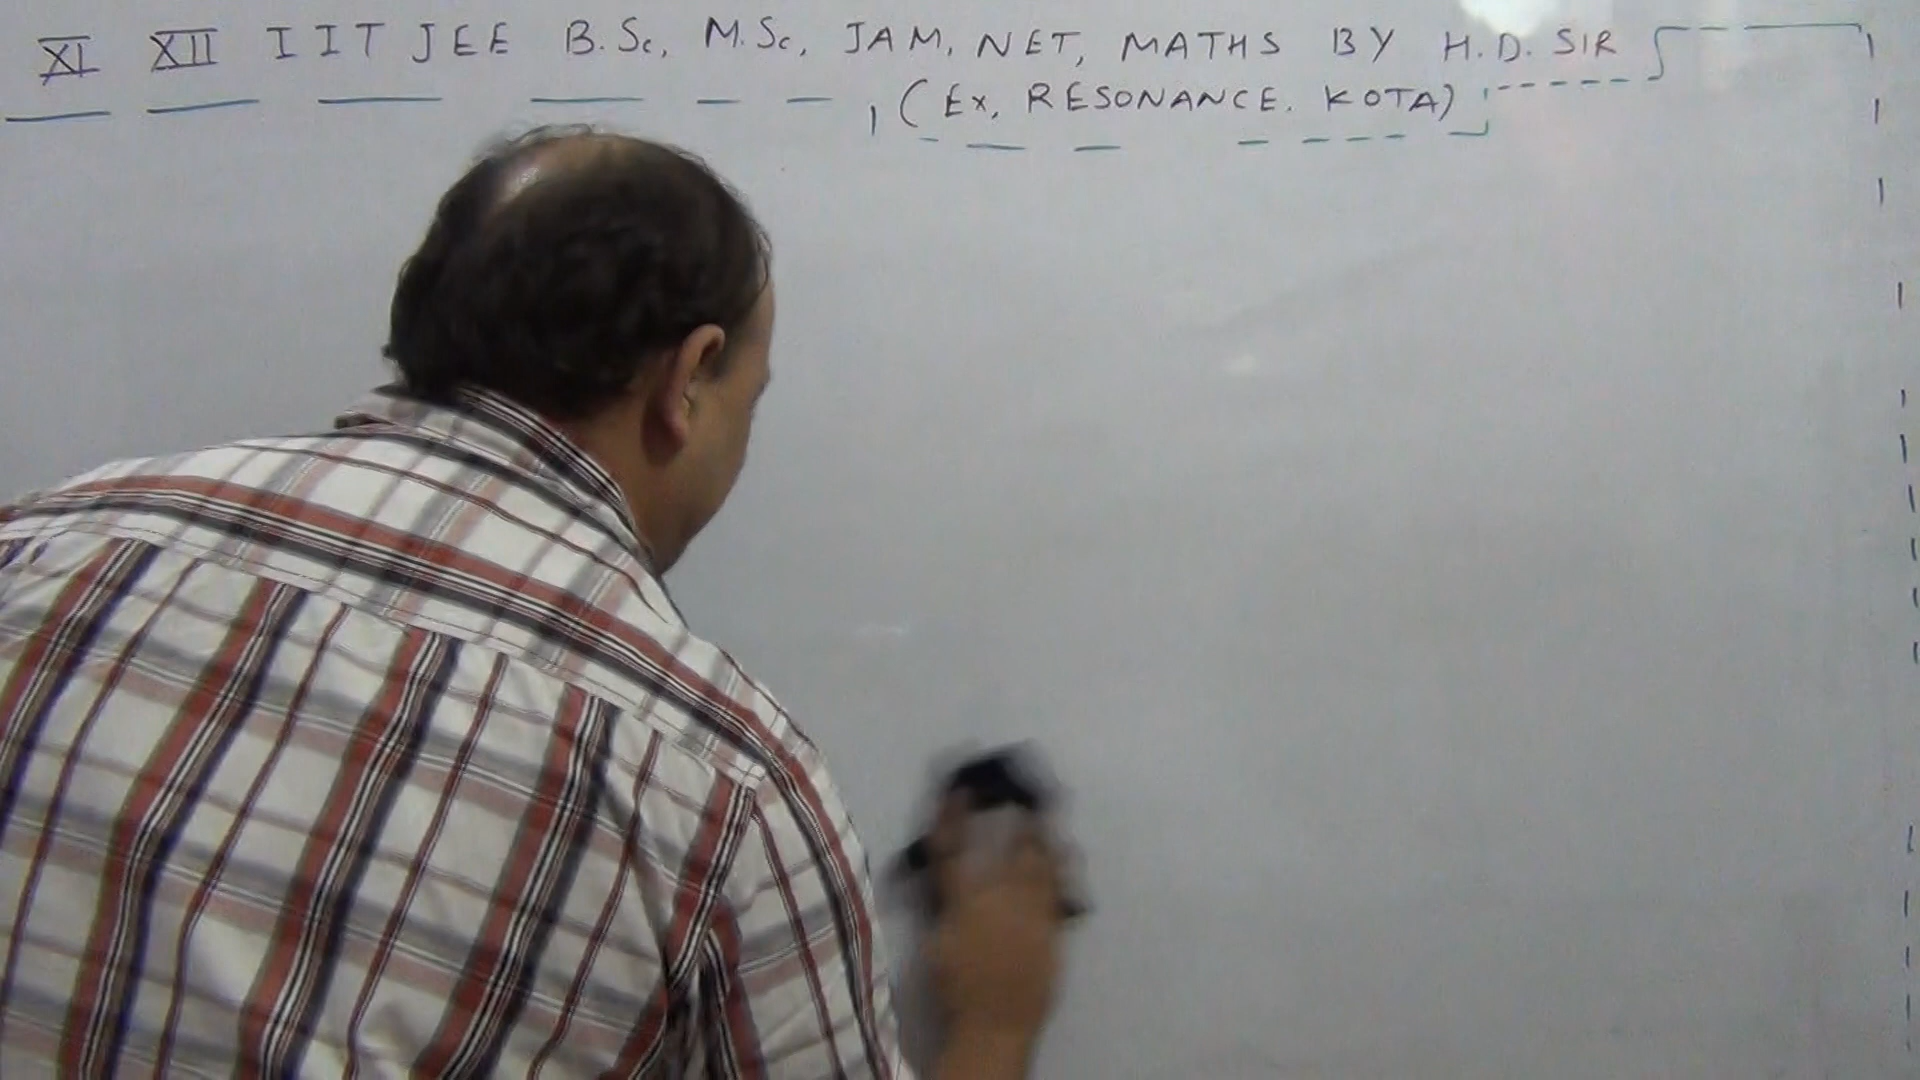 XI XII IIT JEE B.Sc, M.Sc, JAM, NET, MATHS BY H.D. SIR
(Ex, RESONANCE. KOTA)